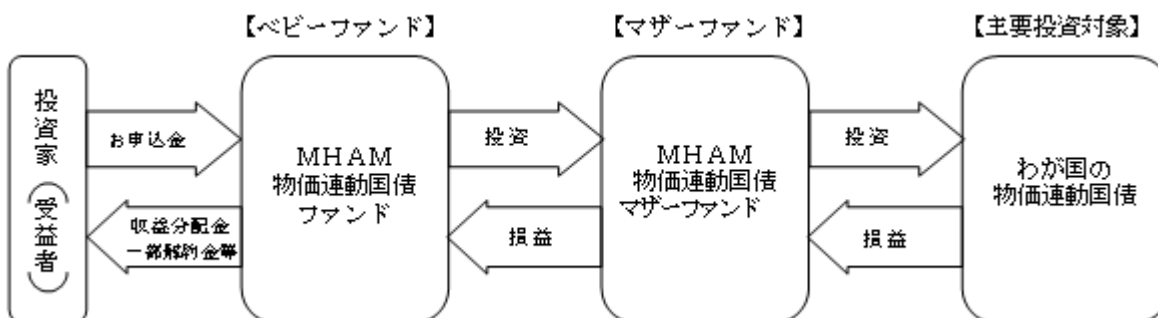 【ベビーファンド】
【マザーファンド】
【主要投資対象】
投資家(受益者)
お申込金
収益分配金
一部解約金等
ＭＨＡＭ
物価連動国債
ファンド
投資
損益
ＭＨＡＭ
物価連動国債
マザーファンド
投資
損益
わが国の
物価連動国債